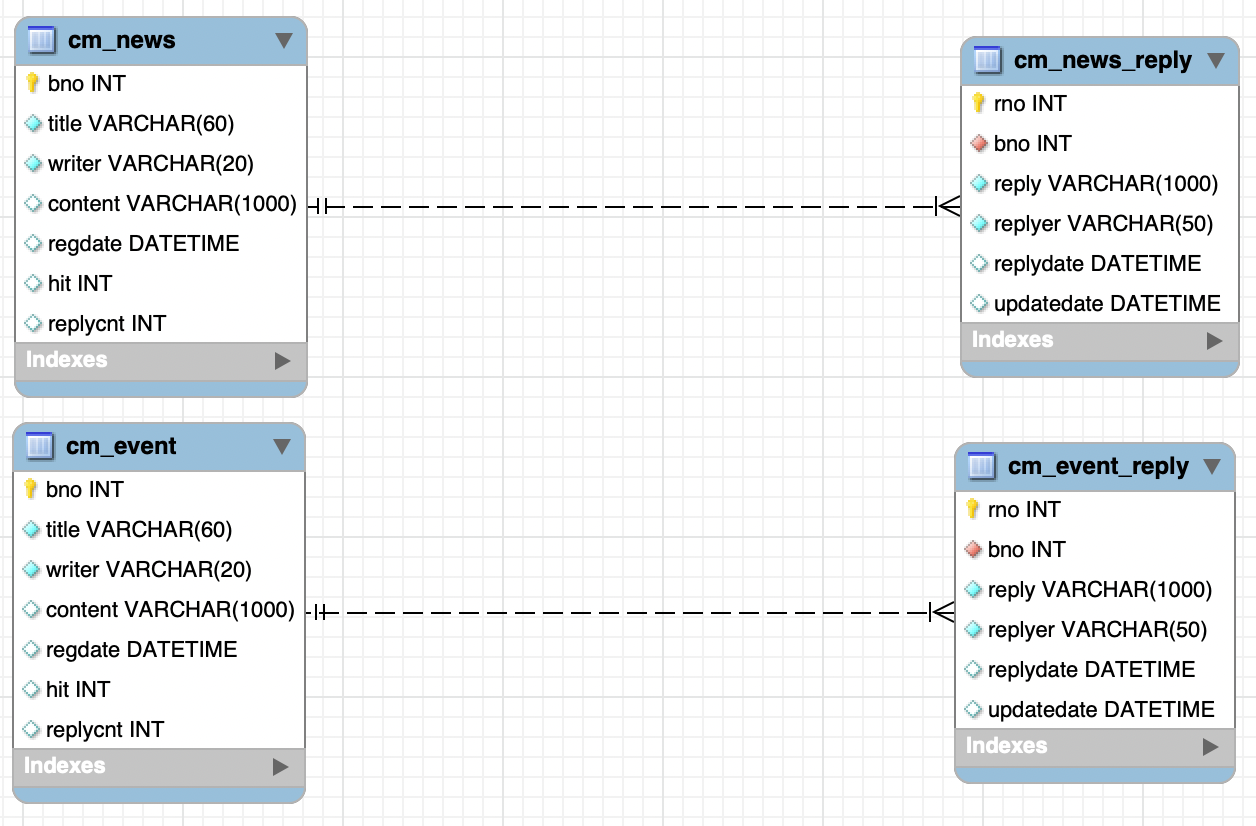 cm_news
bno INT
title VARCHAR(60)
writer VARCHAR(20)
content VARCHAR(1000)
regdate DATETIME
hit INT
replycnt INT
Indexes
cm_news_reply
rno INT
bno INT
reply VARCHAR(1000)
replyer VARCHAR(50)
replydate DATETIME
updatedate DATETIME
Indexes
cm_event
bno INT
title VARCHAR(60)
writer VARCHAR(20)
content VARCHAR(1000)
regdate DATETIME
hit INT
replycnt INT
Indexes
cm_event_reply
rno INT
bno INT
reply VARCHAR(1000)
replyer VARCHAR(50)
replydate DATETIME
updatedate DATETIME
Indexes